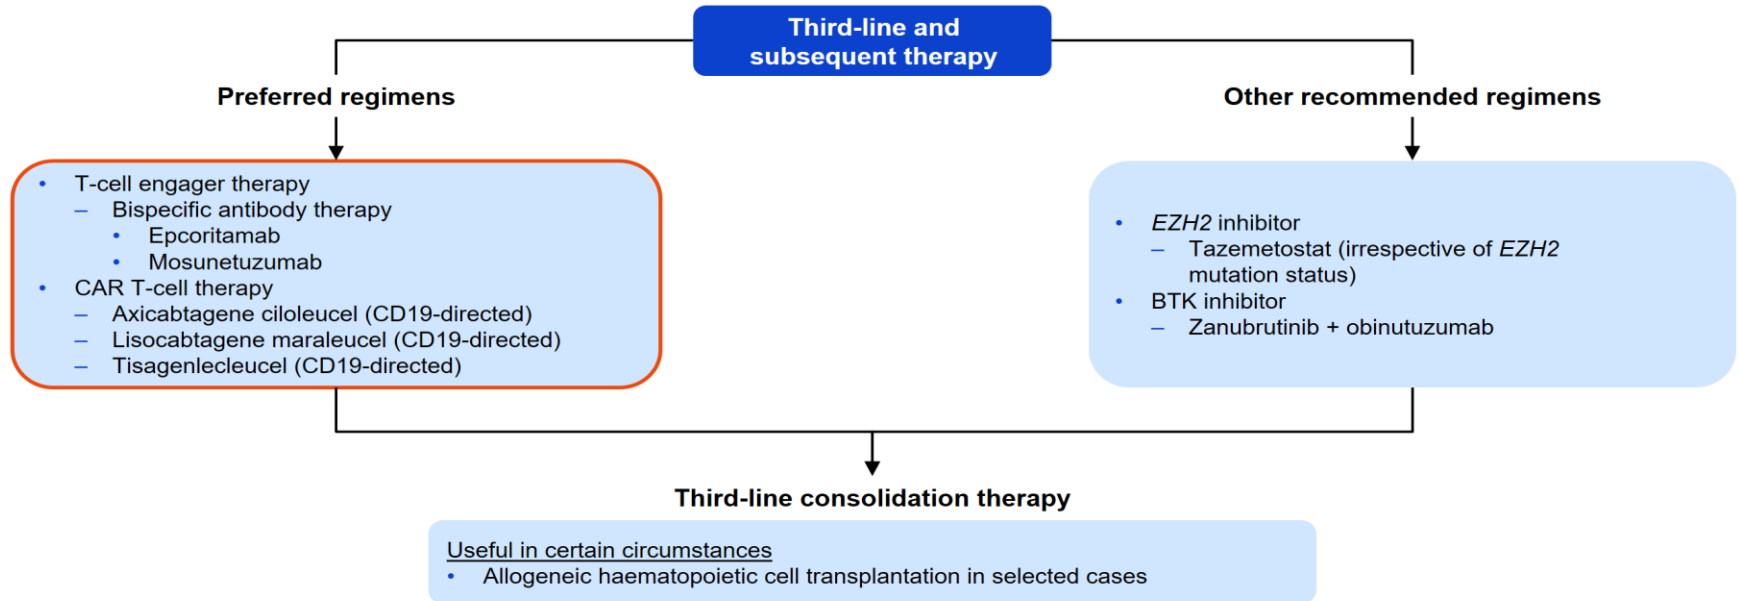 Third-line and
subsequent therapy
Preferred regimens
Other recommended regimens
• T-cell engager therapy
– Bispecific antibody therapy
• Epcoritamab
• Mosunetuzumab
• CAR T-cell therapy
– Axicabtagene ciloleucel (CD19-directed)
– Lisocabtagene maraleucel (CD19-directed)
– Tisagenlecleucel (CD19-directed)
• EZH2 inhibitor
– Tazemetostat (irrespective of EZH2
mutation status)
• BTK inhibitor
– Zanubrutinib + obinutuzumab
Third-line consolidation therapy
Useful in certain circumstances
• Allogeneic haematopoietic cell transplantation in selected cases